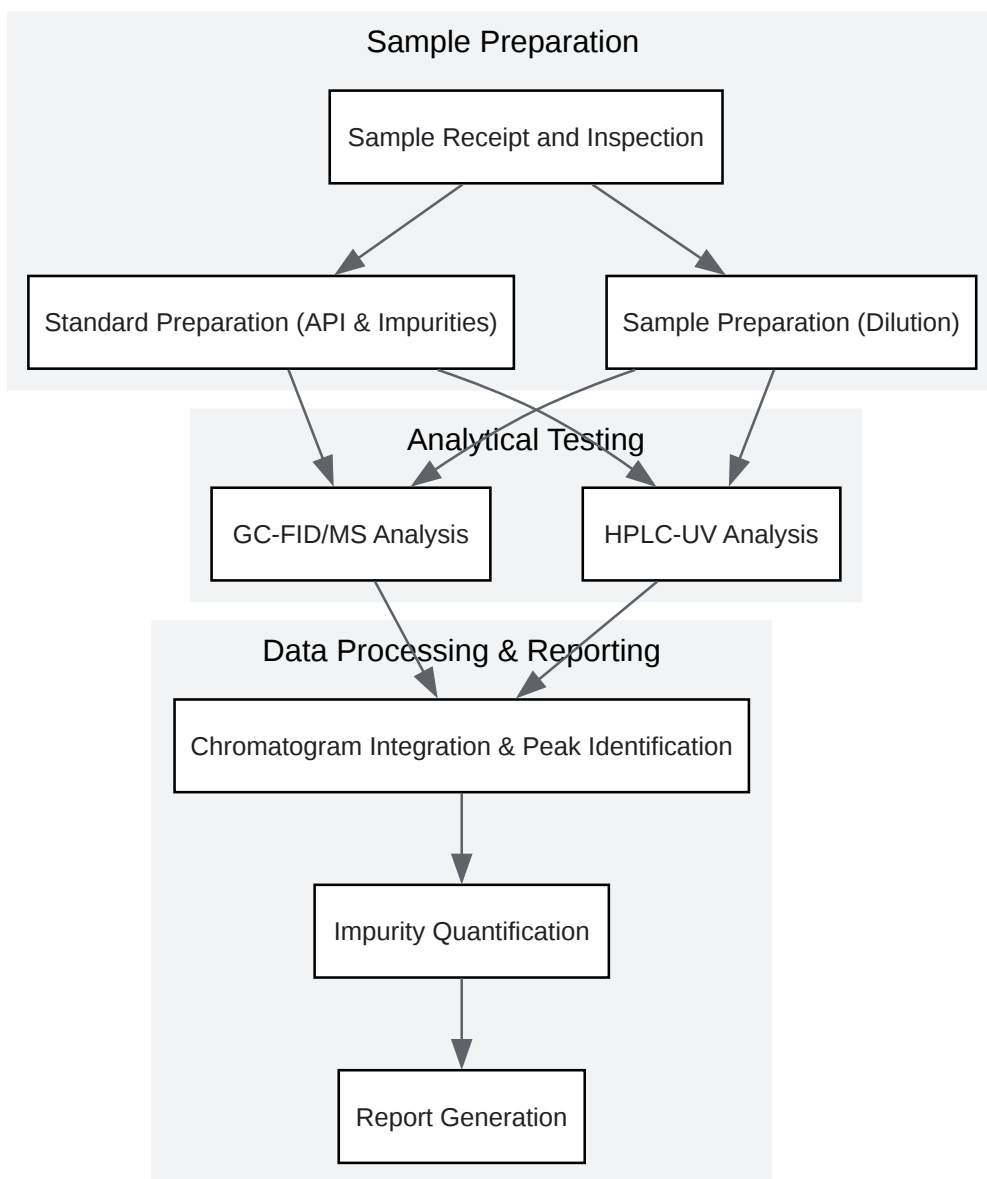 Sample Preparation
Sample Receipt and Inspection
Standard Preparation (API & Impurities)
Sample Preparation (Dilution)
Analytical Testing
GC-FID/MS Analysis
HPLC-UV Analysis
Data Processing & Reporting
Chromatogram Integration & Peak Identification
Impurity Quantification
Report Generation